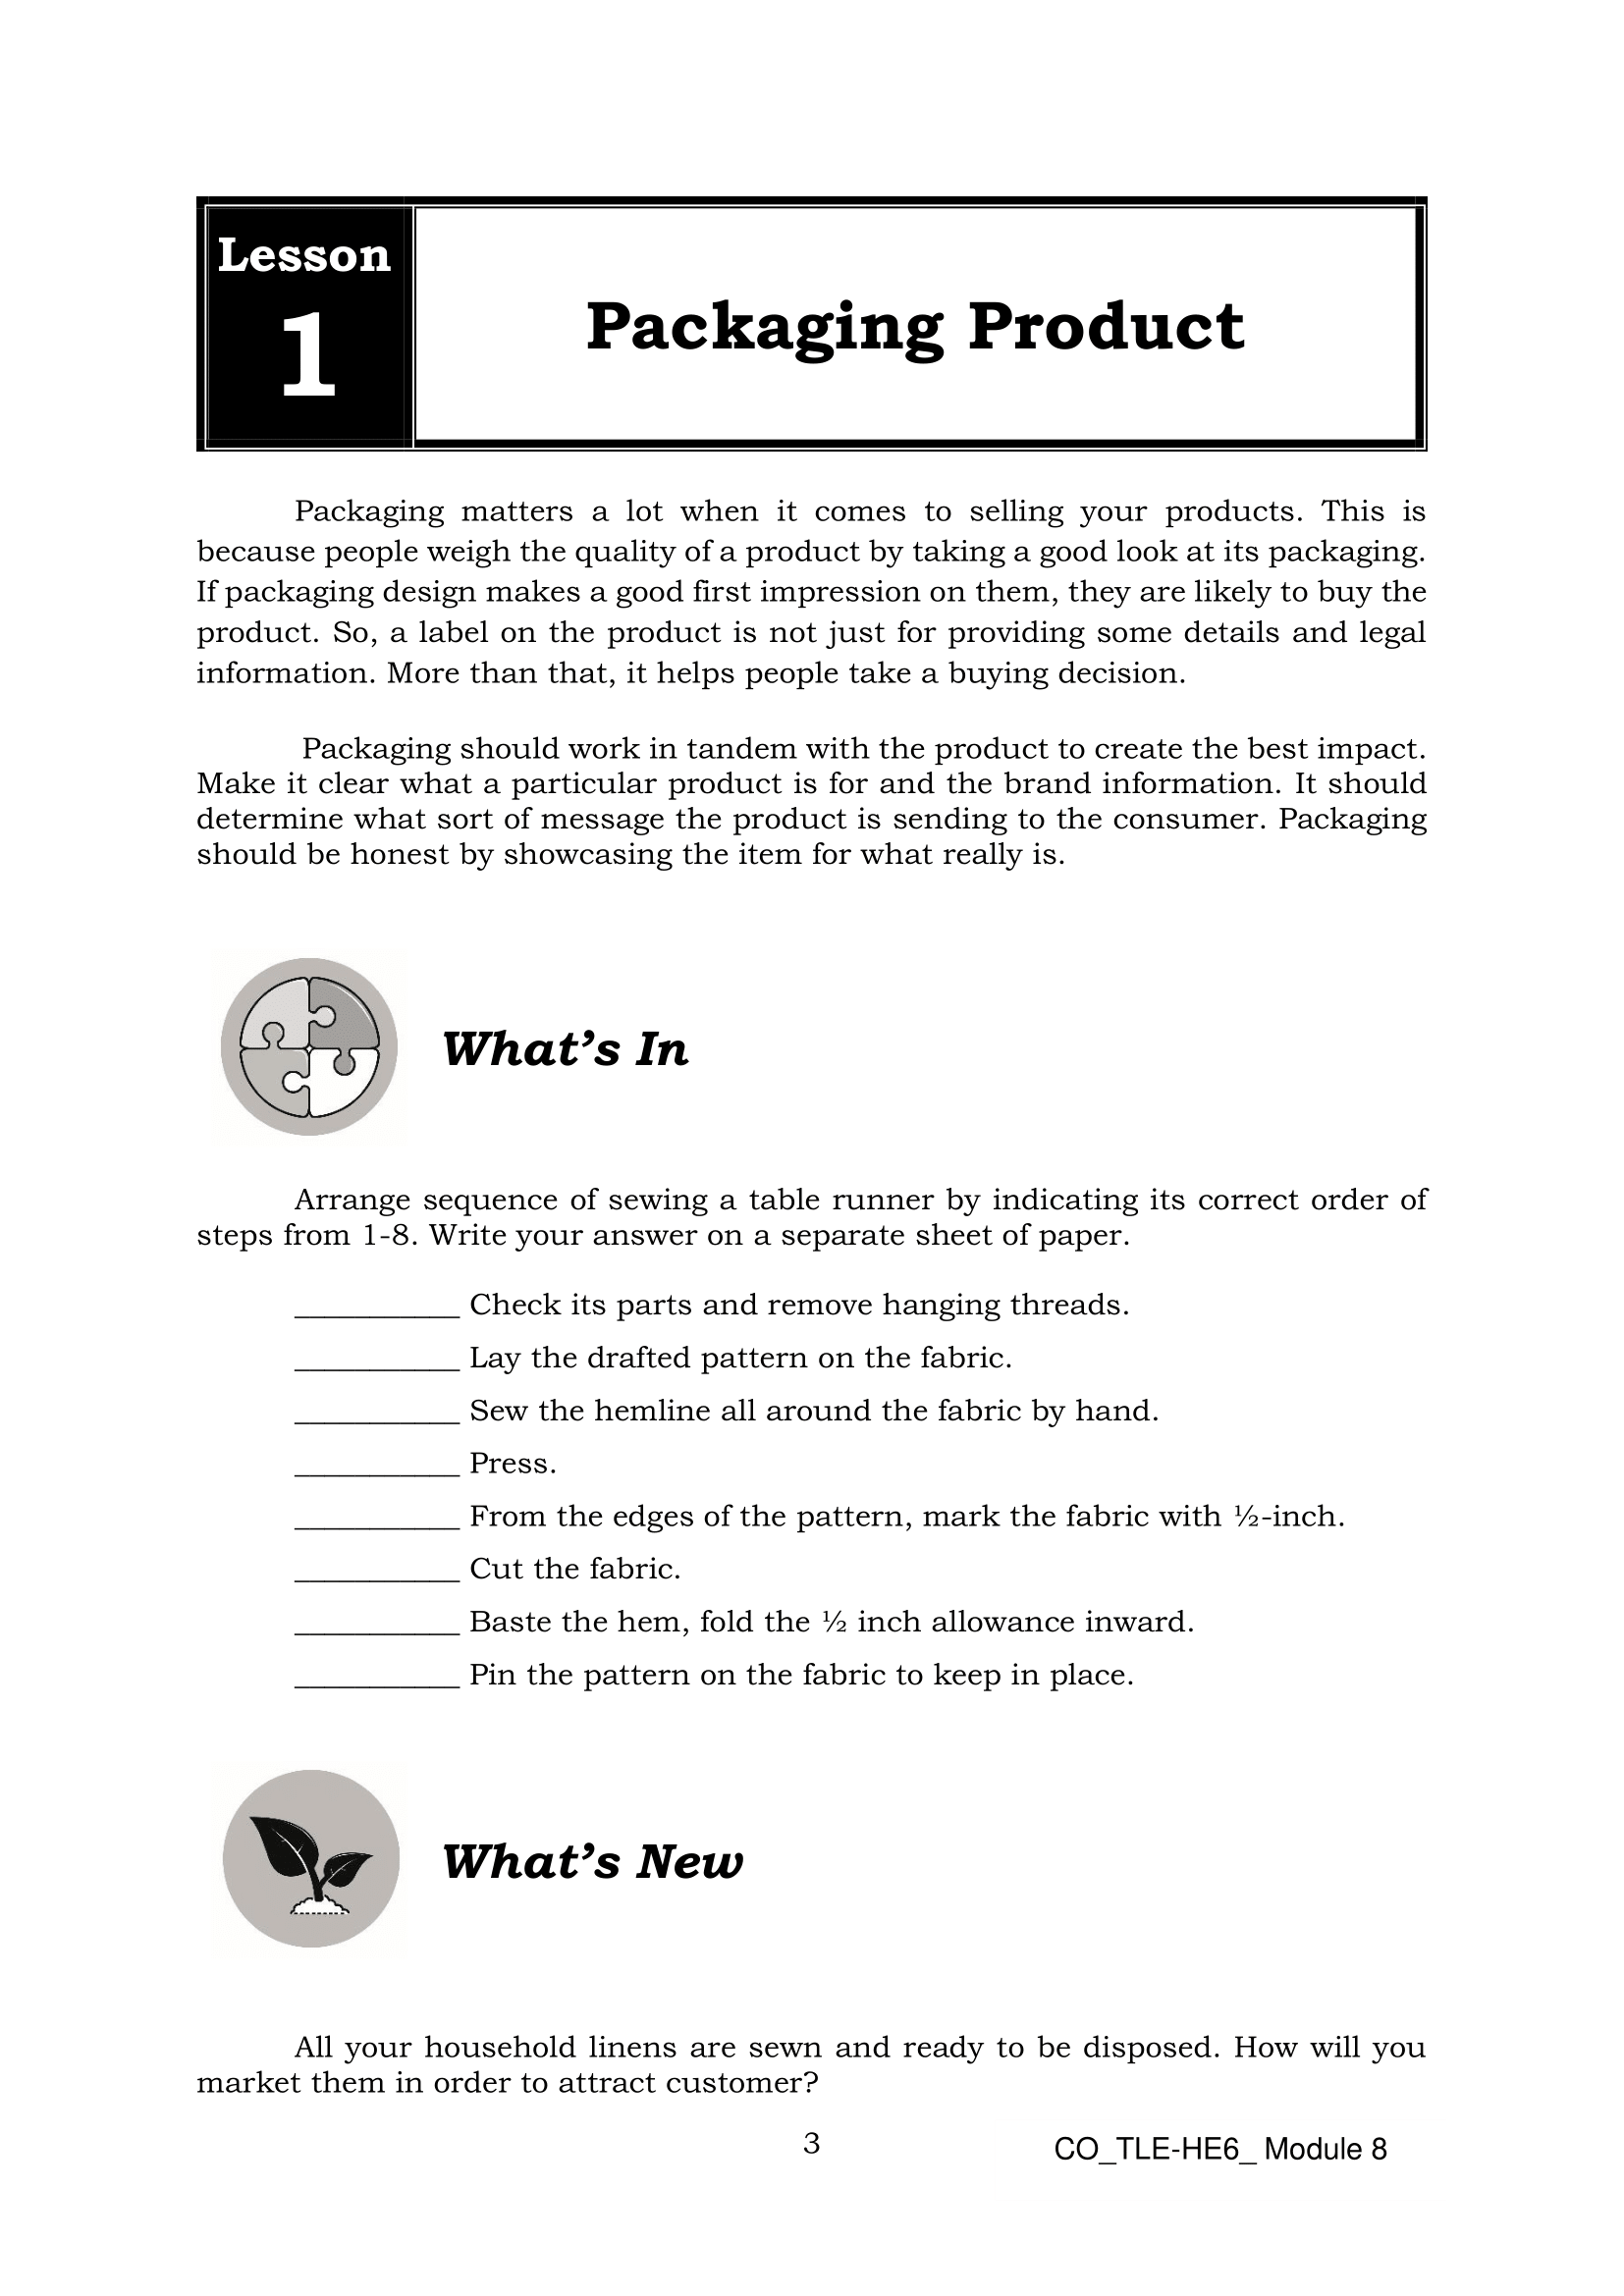 Lesson
1
Packaging Product
Packaging matters a lot when it comes to selling your products. This is
because people weigh the quality of a product by taking a good look at its packaging.
If packaging design makes a good first impression on them, they are likely to buy the
product. So, a label on the product is not just for providing some details and legal
information. More than that, it helps people take a buying decision.
Packaging should work in tandem with the product to create the best impact.
Make it clear what a particular product is for and the brand information. It should
determine what sort of message the product is sending to the consumer. Packaging
should be honest by showcasing the item for what really is.
What's In
Arrange sequence of sewing a table runner by indicating its correct order of
steps from 1-8. Write your answer on a separate sheet of paper.
___________ Check its parts and remove hanging threads.
___________ Lay the drafted pattern on the fabric.
___________ Sew the hemline all around the fabric by hand.
___________ Press.
___________ From the edges of the pattern, mark the fabric with ½-inch.
___________ Cut the fabric.
___________ Baste the hem, fold the ½ inch allowance inward.
___________ Pin the pattern on the fabric to keep in place.
What's New
All your household linens are sewn and ready to be disposed. How will you
market them in order to attract customer?
3
CO_TLE-HE6_ Module 8